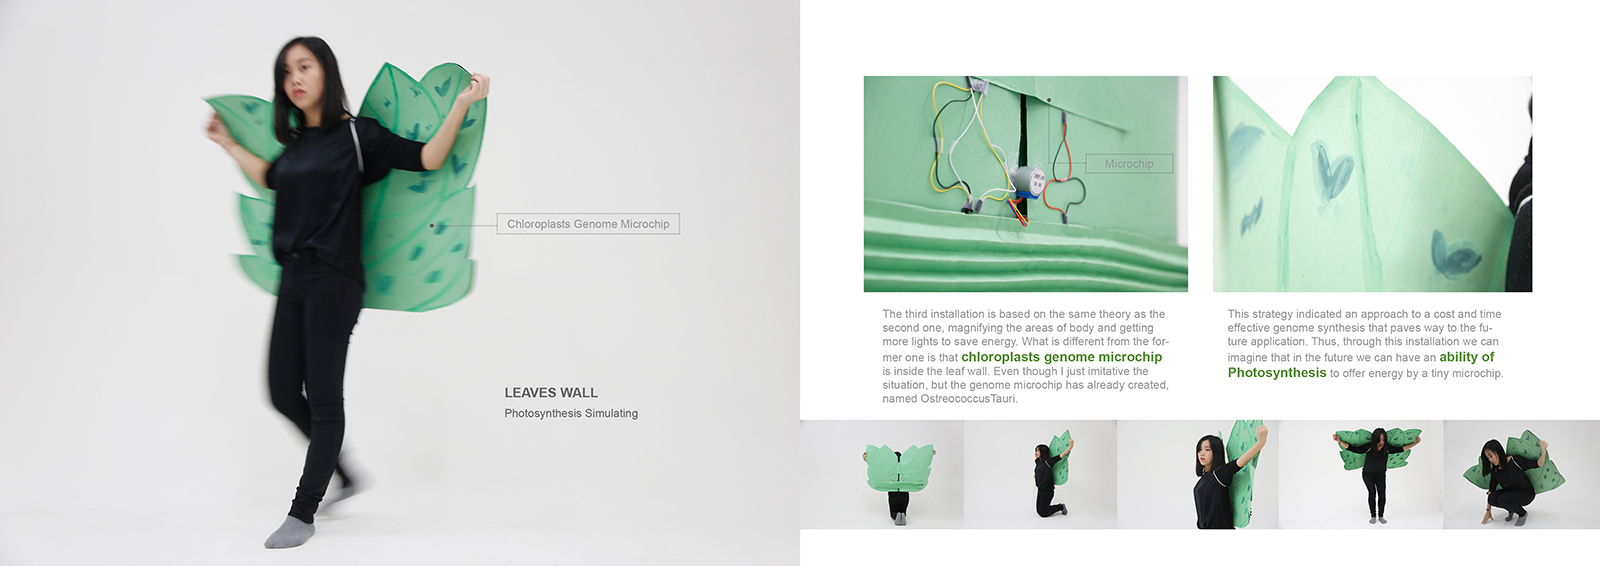 Chloroplasts Genome Microchip
LEAVES WALL
Photosynthesis Simulating
Microchip
The third installation is based on the same theory as the
second one, magnifying the areas of body and getting
more lights to save energy. What is different from the for-
mer one is that chloroplasts genome microchip
is inside the leaf wall. Even though I just imitative the
situation, but the genome microchip has already created,
named OstreococcusTauri.
This strategy indicated an approach to a cost and time
effective genome synthesis that paves way to the fu-
ture application. Thus, through this installation we can
imagine that in the future we can have an ability of
Photosynthesis to offer energy by a tiny microchip.